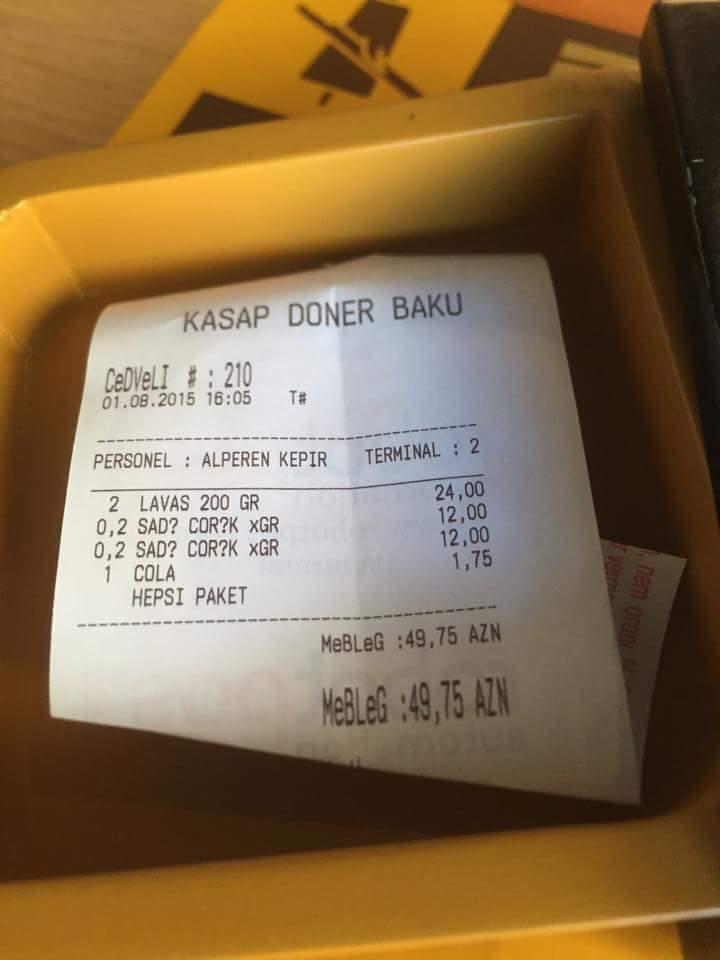 KASAP DONER BAKU
CeDVeLI # : 210
01.08.2015 16:05 T#
PERSONEL : ALPEREN KEPIR TERMINAL : 2
2 LAVAS 200 GR 24,00
0,2 SAD? COR?K xGR 12,00
0,2 SAD? COR?K xGR 12,00
1 COLA 1,75
HEPSI PAKET
MeBLeG :49,75 AZN
MeBLeG :49,75 AZN
nem oranı